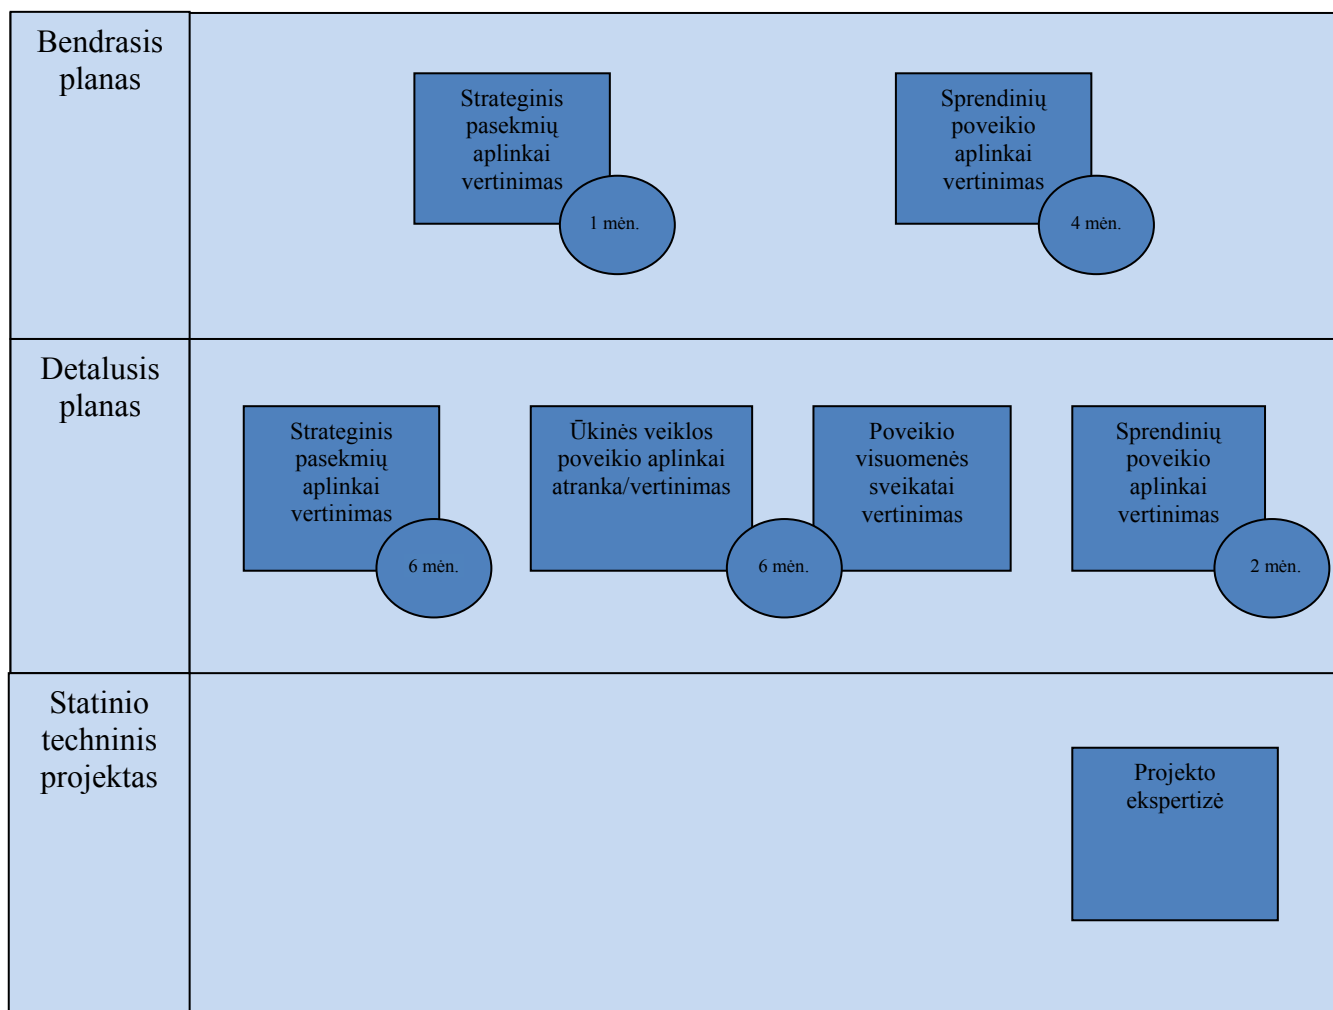 Bendrasis
planas
Strateginis
pasekmių
aplinkai
vertinimas
1 mėn.
Sprendinių
poveikio
aplinkai
vertinimas
4 mėn.
Detalusis
planas
Strateginis
pasekmių
aplinkai
vertinimas
6 mėn.
Ūkinės veiklos
poveikio aplinkai
atranka/vertinimas
6 mėn.
Poveikio
visuomenės
sveikatai
vertinimas
Sprendinių
poveikio
aplinkai
vertinimas
2 mėn.
Statinio
techninis
projektas
Projekto
ekspertizė